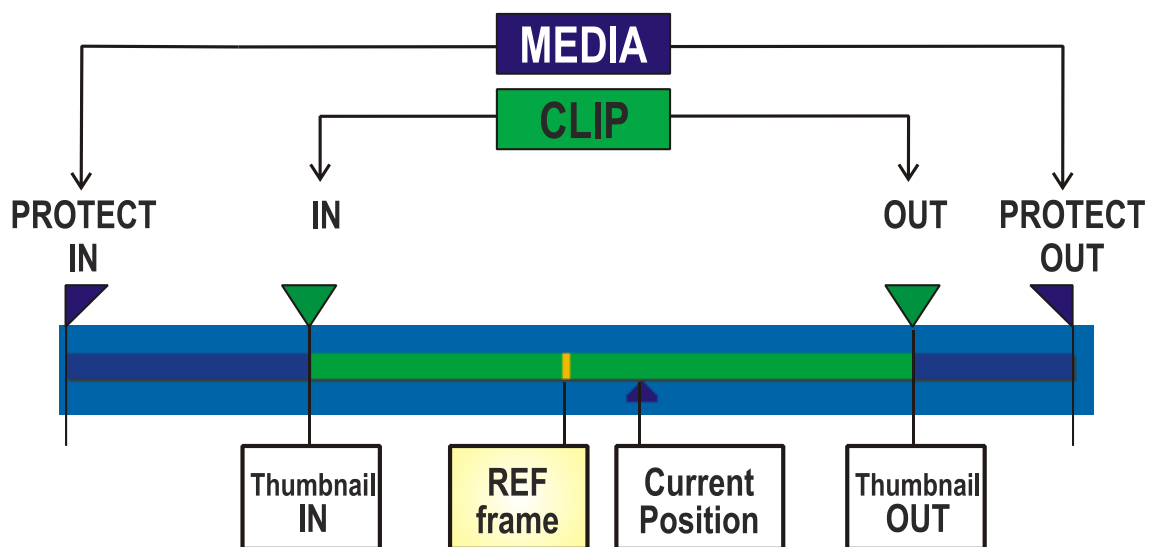 MEDIA
CLIP
PROTECT
IN
IN
OUT
PROTECT
OUT
Thumbnail
IN
REF
frame
Current
Position
Thumbnail
OUT